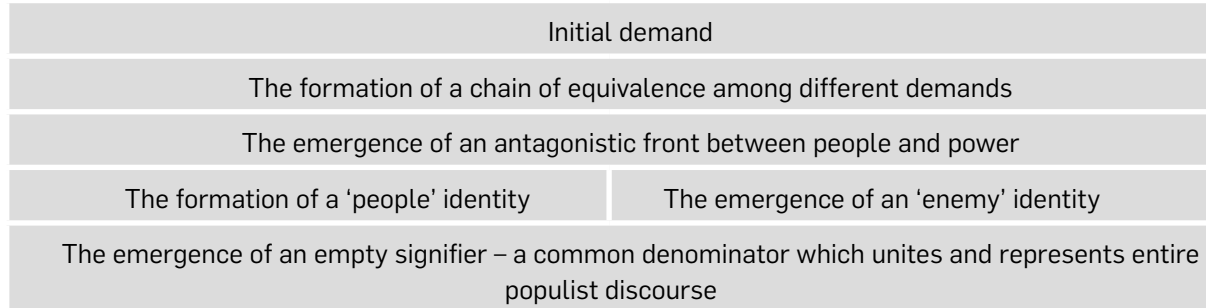 Initial demand
The formation of a chain of equivalence among different demands
The emergence of an antagonistic front between people and power
The formation of a ‘people’ identity
The emergence of an ‘enemy’ identity
The emergence of an empty signifier – a common denominator which unites and represents entire
populist discourse